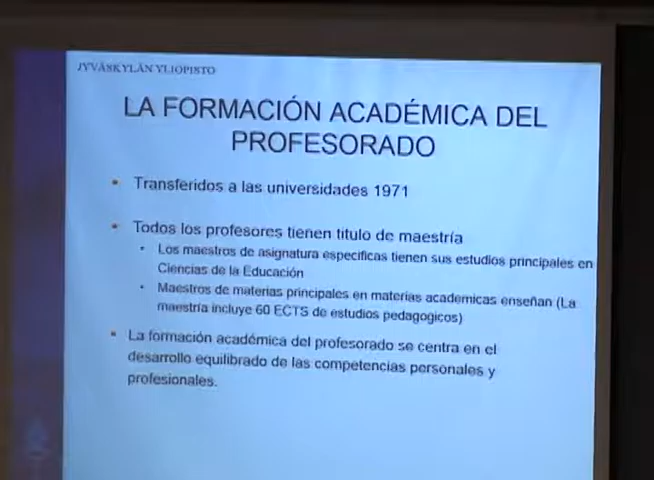 JYVÄSKYLÄN YLIOPISTO
LA FORMACIÓN ACADÉMICA DEL
PROFESORADO
• Transferidos a las universidades 1971
• Todos los profesores tienen titulo de maestría
• Los maestros de asignatura especificas tienen sus estudios principales en
Ciencias de la Educación
• Maestros de materias principales en materias academicas enseñan (La
maestría incluye 60 ECTS de estudios pedagogicos)
• La formación académica del profesorado se centra en el
desarrollo equilibrado de las competencias personales y
profesionales.